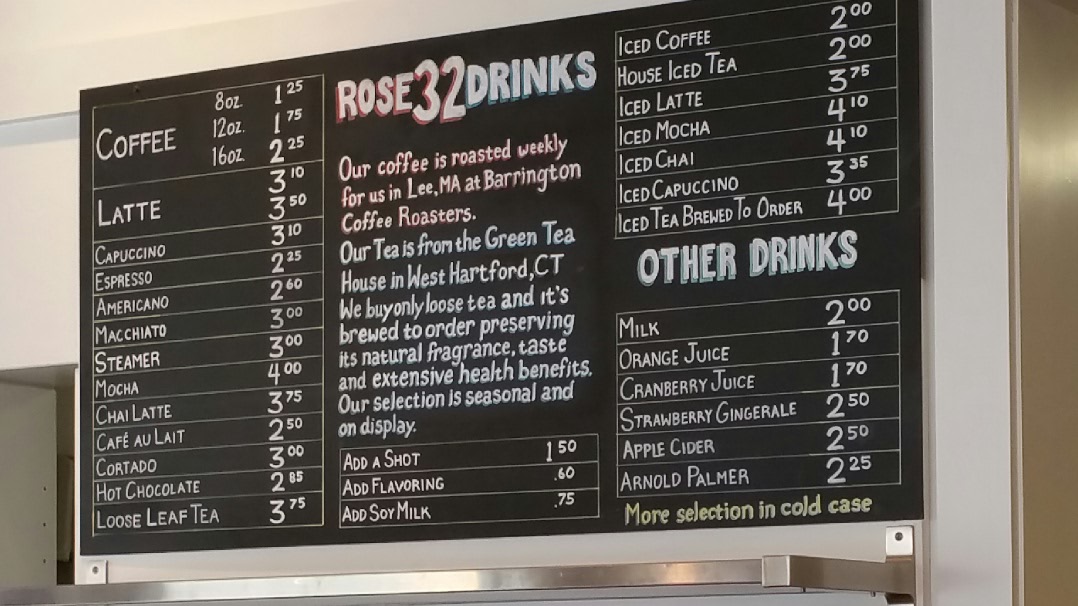 COFFEE 8oz. 1 25
12oz. 1 75
16oz. 2 25
LATTE 3 10
3 50
CAPUCCINO 3 10
ESPRESSO 2 25
AMERICANO 2 60
MACCHIATO 3 00
STEAMER 3 00
MOCHA 4 00
CHAI LATTE 3 75
CAFÉ AU LAIT 2 50
CORTADO 3 00
HOT CHOCOLATE 2 85
LOOSE LEAF TEA 3 75
ROSE32DRINKS
Our coffee is roasted weekly
for us in Lee, MA at Barrington
Coffee Roasters.
Our Tea is from the Green Tea
House in West Hartford, CT
We buy only loose tea and it's
brewed to order preserving
its natural fragrance, taste
and extensive health benefits.
Our selection is seasonal and
on display.
ADD A SHOT 1 50
ADD FLAVORING .60
ADD SOY MILK .75
ICED COFFEE 2 00
HOUSE ICED TEA 2 00
ICED LATTE 3 75
ICED MOCHA 4 10
ICED CHAI 4 10
ICED CAPUCCINO 3 35
ICED TEA BREWED TO ORDER 4 00
OTHER DRINKS
MILK 2 00
ORANGE JUICE 1 70
CRANBERRY JUICE 1 70
STRAWBERRY GINGERALE 2 50
APPLE CIDER 2 50
ARNOLD PALMER 2 25
More selection in cold case